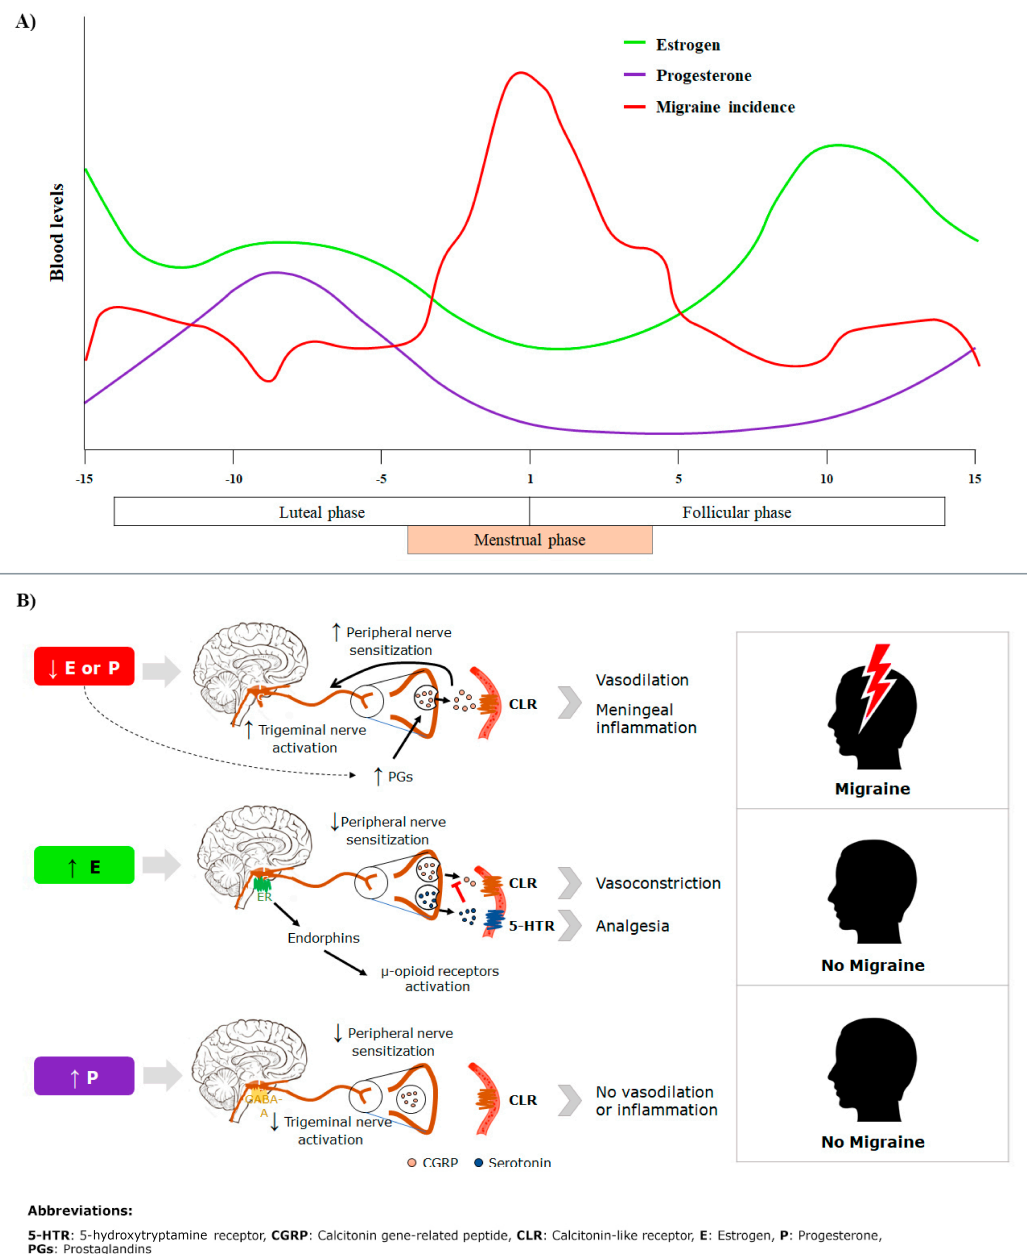 A)
Estrogen
Progesterone
Migraine incidence
Blood levels
-15 -10 -5 1 5 10 15
Luteal phase Follicular phase
Menstrual phase
B)
↓ E or P
↑ Peripheral nerve
sensitization
CLR
↑ Trigeminal nerve
activation
↑ PGs
Vasodilation
Meningeal
inflammation
Migraine
↑ E
↓ Peripheral nerve
sensitization
ER
CLR
5-HTR
Endorphins
μ-opioid receptors
activation
Vasoconstriction
Analgesia
No Migraine
↑ P
↓ Peripheral nerve
sensitization
GABA-
A
↓ Trigeminal nerve
activation
CLR
No vasodilation
or inflammation
No Migraine
CGRP Serotonin
Abbreviations:
5-HTR: 5-hydroxytryptamine receptor, CGRP: Calcitonin gene-related peptide, CLR: Calcitonin-like receptor, E: Estrogen, P: Progesterone,
PGs: Prostaglandins